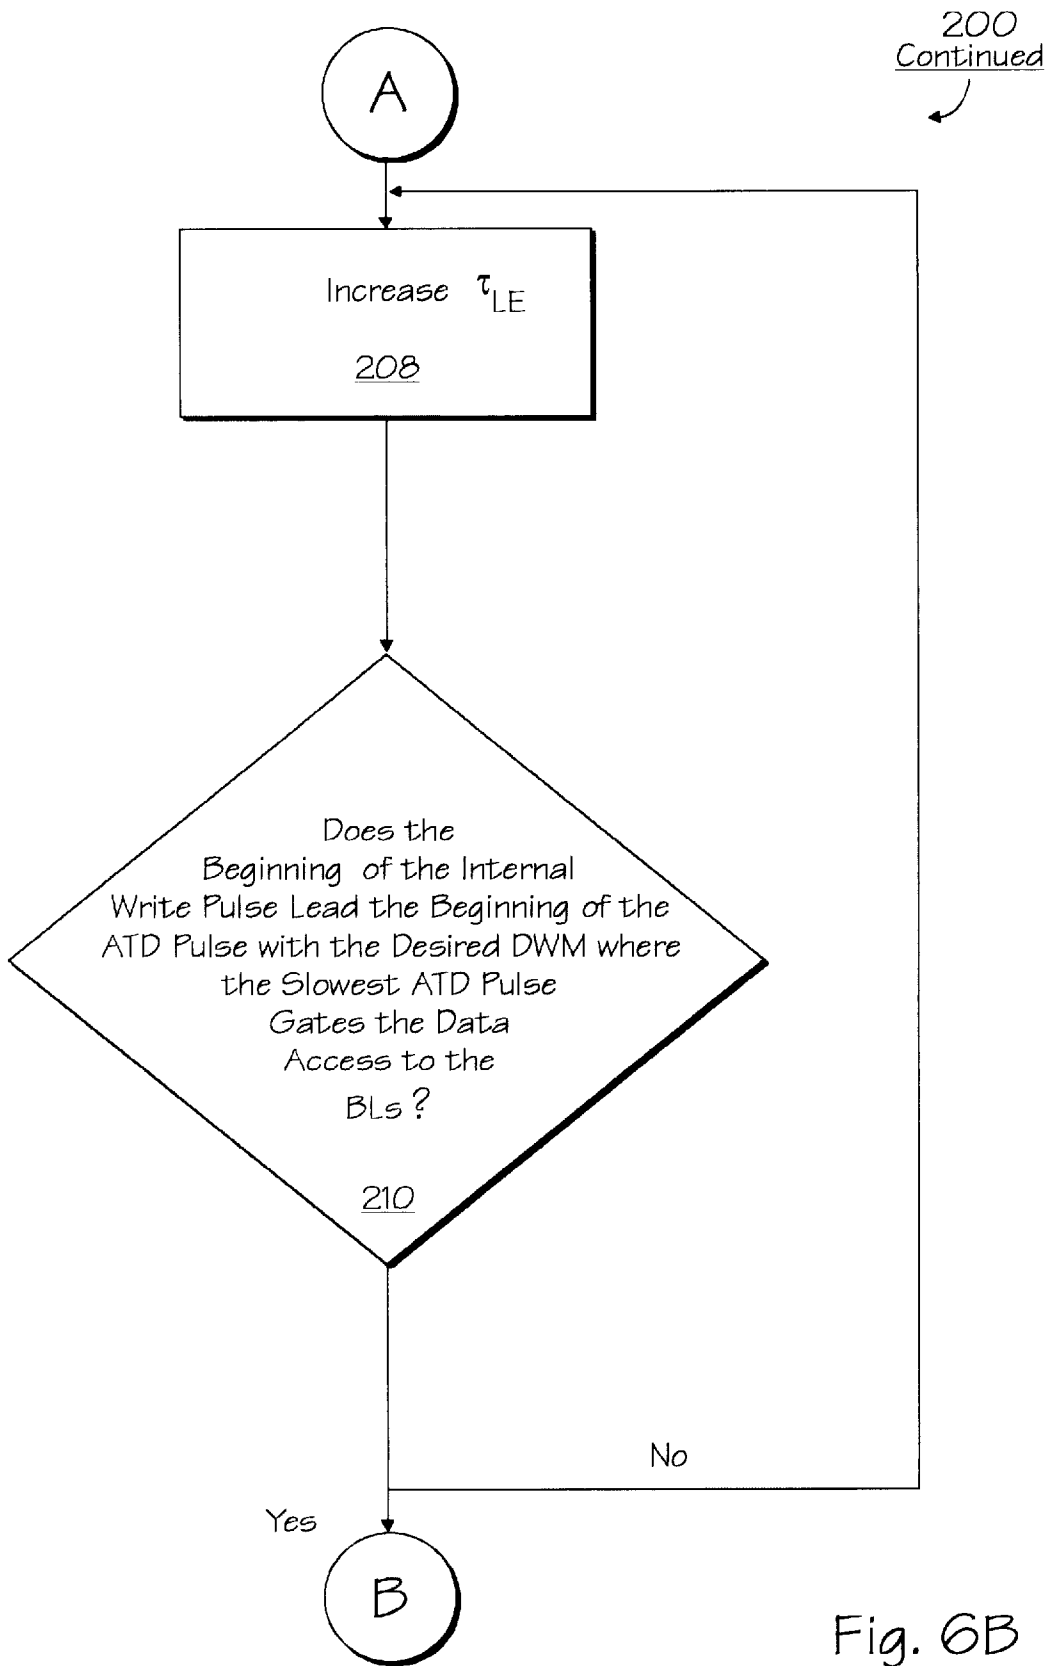 200
Continued
A
Increase τLE
208
Does the
Beginning of the Internal
Write Pulse Lead the Beginning of the
ATD Pulse with the Desired DWM where
the Slowest ATD Pulse
Gates the Data
Access to the
BLs?
210
No
Yes
B
Fig. 6B